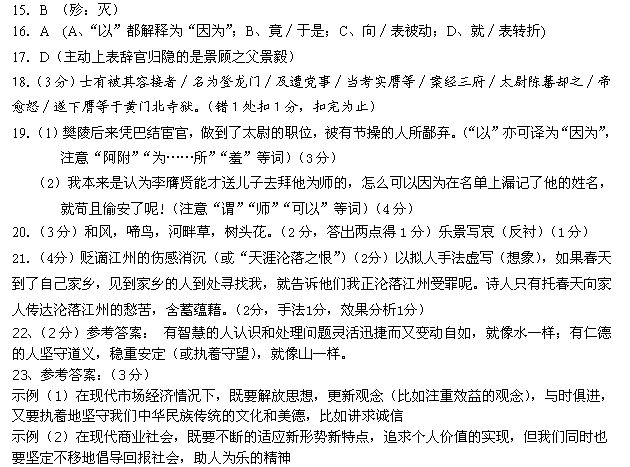 15. B （殄：灭）
16. A （A、“以”都解释为“因为”；B、竟／于是；C、向／表被动；D、就／表转折)
17. D（主动上表辞官归隐的是景顾之父景毅）
18.（3分）士有被其容接者／名为登龙门／及遭党事／当考实膺等／案经三府／太尉陈蕃却之／帝
愈怒／遂下膺等于黄门北寺狱。（错1处扣1分，扣完为止）
19.（1）樊陵后来凭巴结宦官，做到了太尉的职位，被有节操的人所鄙弃。（“以”亦可译为“因为”，
注意“阿附”“为……所”“羞”等词）（3分）
（2）我本来是认为李膺贤能才送儿子去拜他为师的，怎么可以因为在名单上漏记了他的姓名，
就苟且偷安了呢！（注意“谓”“师”“可以”等词）（4分）
20.（3分）和风，啼鸟，河畔草，树头花。（2分，答出两点得1分）乐景写哀（反衬）（1分）
21.（4分）贬谪江州的伤感消沉（或“天涯沦落之恨”）（2分）以拟人手法虚写（想象），如果春天
到了自己家乡，见到家乡的人到处寻找我，就告诉他们我正沦落江州受罪呢。诗人只有托春天向家
人传达沦落江州的愁苦，含蓄蕴藉。（2分，手法1分，效果分析1分）
22、（2分）参考答案： 有智慧的人认识和处理问题灵活迅捷而又变动自如，就像水一样；有仁德
的人坚守道义，稳重安定（或执着守望），就像山一样。
23、参考答案：（3分）
示例（1）在现代市场经济情况下，既要解放思想，更新观念（比如注重效益的观念），与时俱进，
又要执着地坚守我们中华民族传统的文化和美德，比如讲求诚信
示例（2）在现代商业社会，既要不断的适应新形势新特点，追求个人价值的实现，但我们同时也
要坚定不移地倡导回报社会，助人为乐的精神